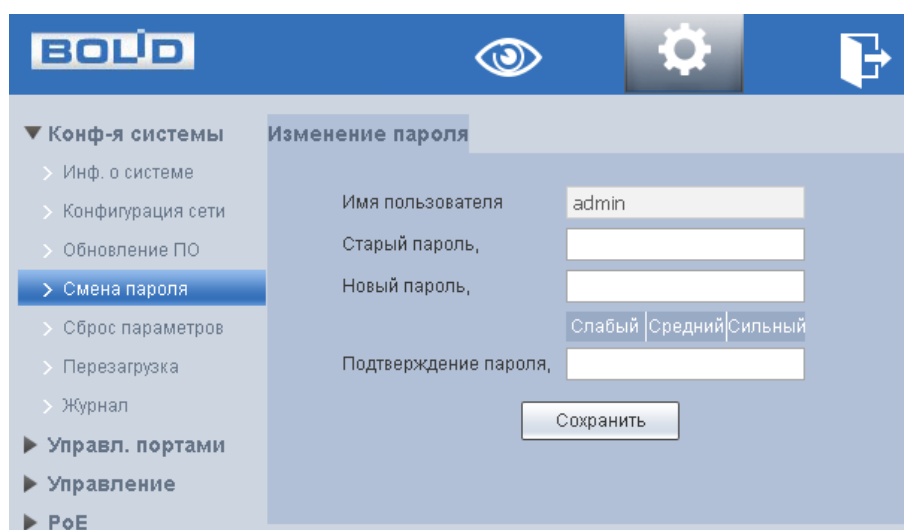 BOLID
Конф-я системы
Инф. о системе
Конфигурация сети
Обновление ПО
Смена пароля
Сброс параметров
Перезагрузка
Журнал
Управл. портами
Управление
PoE
Изменение пароля
Имя пользователя admin
Старый пароль,
Новый пароль,
Слабый Средний Сильный
Подтверждение пароля,
Сохранить